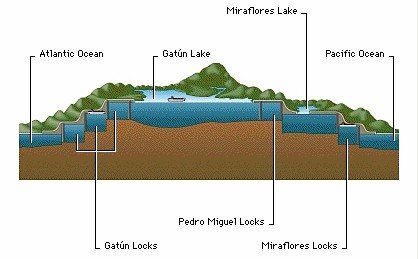 Miraflores Lake
Atlantic Ocean
Gatún Lake
Pacific Ocean
Pedro Miguel Locks
Gatún Locks
Miraflores Locks